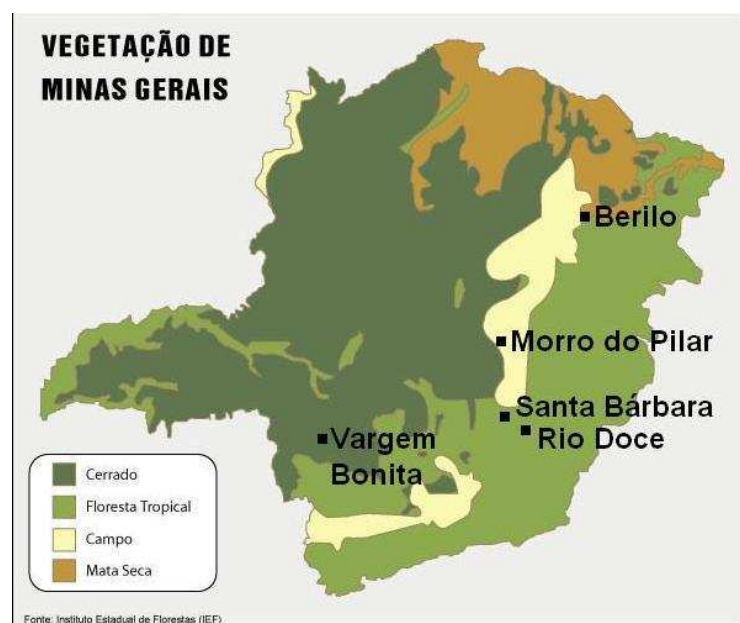 VEGETAÇÃO DE
MINAS GERAIS
Berilo
Morro do Pilar
Santa Bárbara
Rio Doce
Vargem
Bonita
Cerrado
Floresta Tropical
Campo
Mata Seca
Fonte: Instituto Estadual de Florestas (IEF)